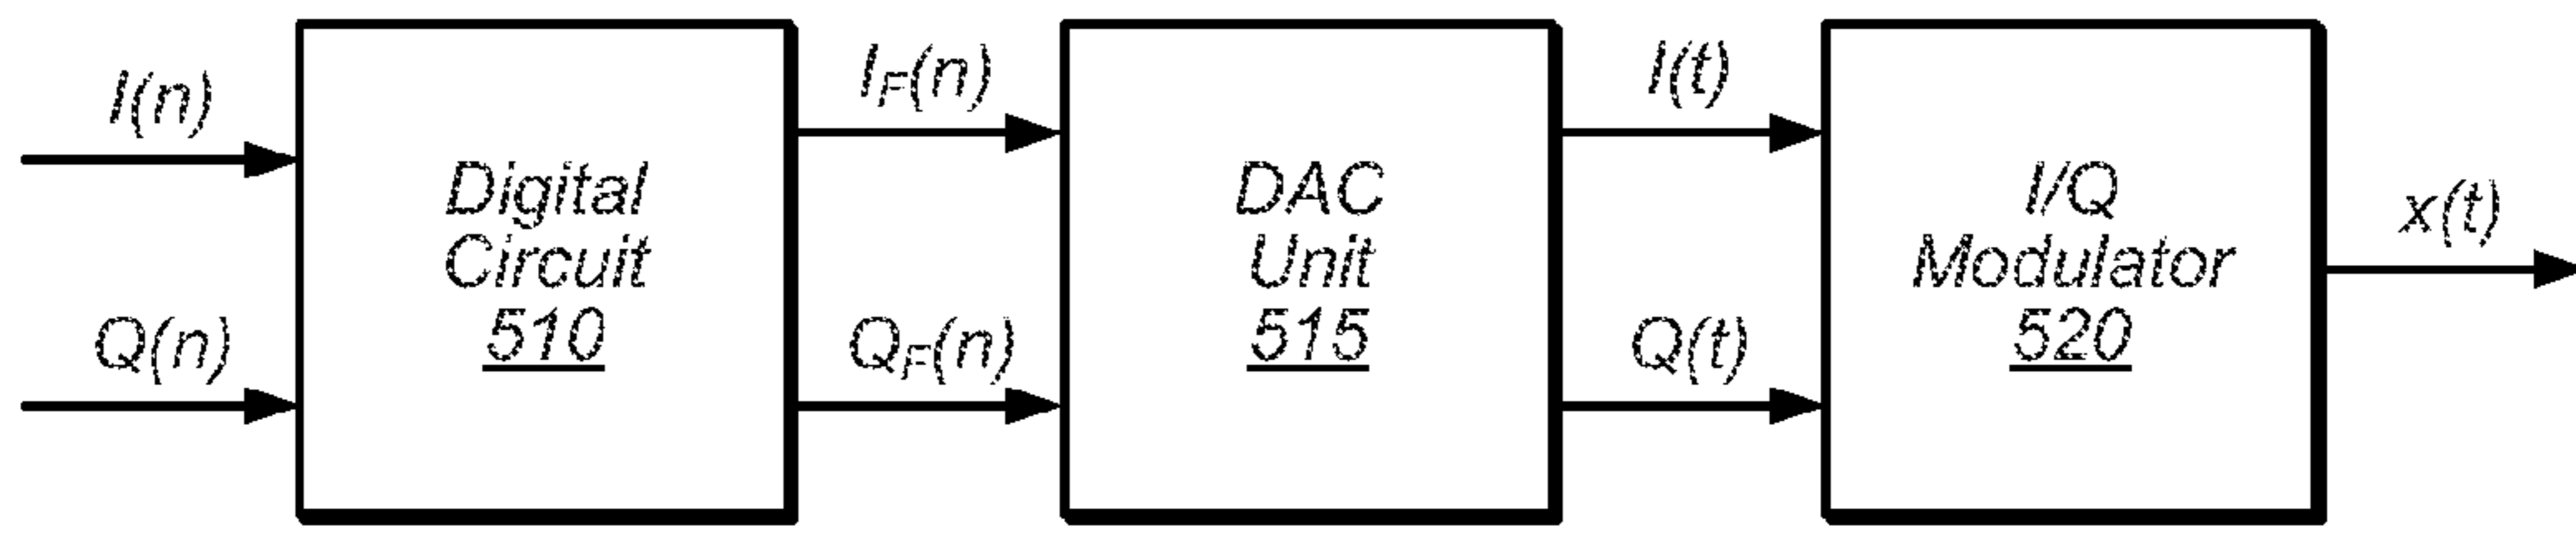 I(n)
Q(n)
Digital
Circuit
510
I_F(n)
Q_F(n)
DAC
Unit
515
I(t)
Q(t)
I/Q
Modulator
520
x(t)